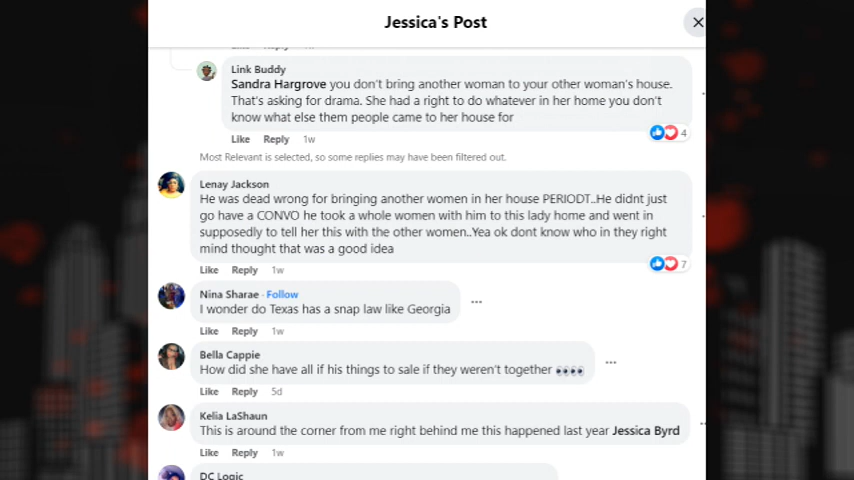 Jessica's Post
Link Buddy
Sandra Hargrove you don't bring another woman to your other woman's house.
That's asking for drama. She had a right to do whatever in her home you don't
know what else them people came to her house for
4
Like Reply 1w
Most Relevant is selected, so some replies may have been filtered out.
Lenay Jackson
He was dead wrong for bringing another women in her house PERIODT..He didnt just
go have a CONVO he took a whole women with him to this lady home and went in
supposedly to tell her this with the other women..Yea ok dont know who in they right
mind thought that was a good idea
7
Like Reply 1w
Nina Sharae · Follow
I wonder do Texas has a snap law like Georgia
Like Reply 1w
Bella Cappie
How did she have all if his things to sale if they weren't together 👀👀
Like Reply 5d
Kelia LaShaun
This is around the corner from me right behind me this happened last year Jessica Byrd
Like Reply 1w
DC Logic